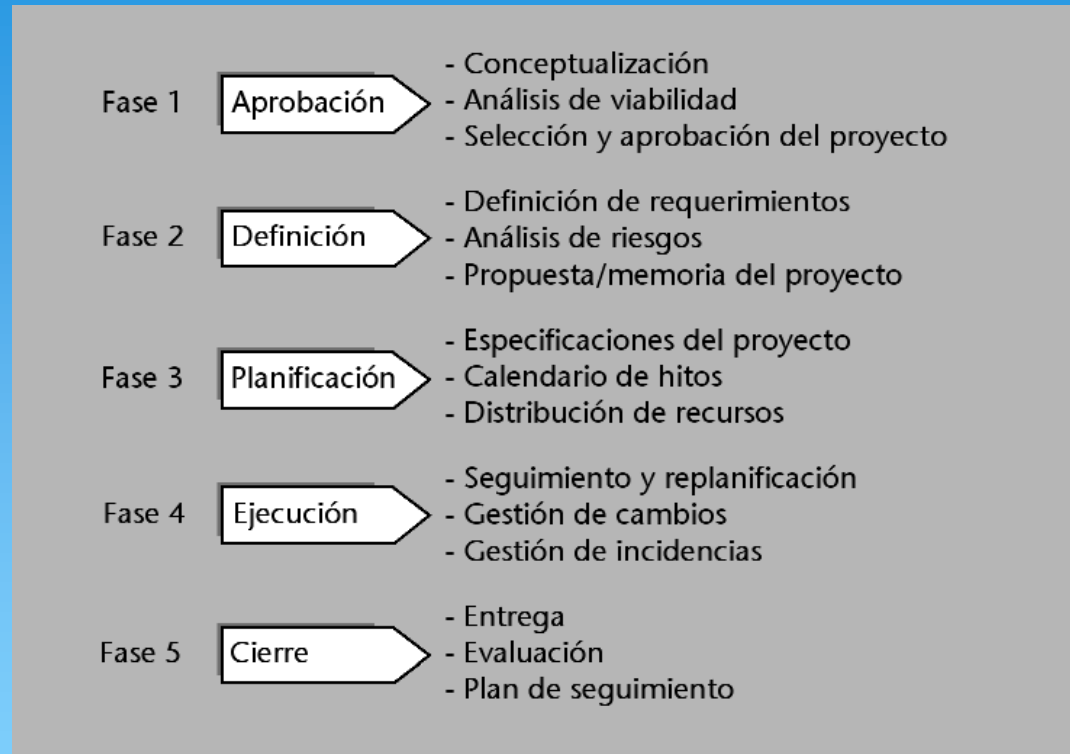 - Conceptualización
Fase 1 Aprobación - Análisis de viabilidad
- Selección y aprobación del proyecto
- Definición de requerimientos
Fase 2 Definición - Análisis de riesgos
- Propuesta/memoria del proyecto
- Especificaciones del proyecto
Fase 3 Planificación - Calendario de hitos
- Distribución de recursos
- Seguimiento y replanificación
Fase 4 Ejecución - Gestión de cambios
- Gestión de incidencias
- Entrega
Fase 5 Cierre - Evaluación
- Plan de seguimiento